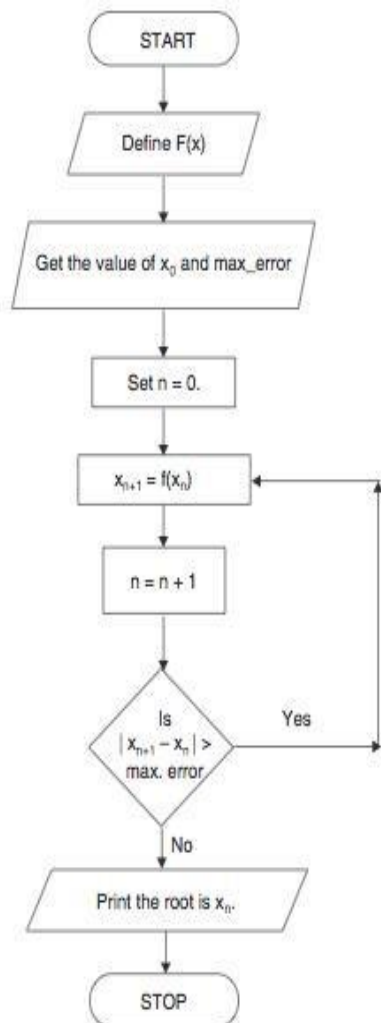 START
Define F(x)
Get the value of x₀ and max_error
Set n = 0.
xₙ₊₁ = f(xₙ)
n = n + 1
Is
| xₙ₊₁ – xₙ | >
max. error
Yes
No
Print the root is xₙ.
STOP